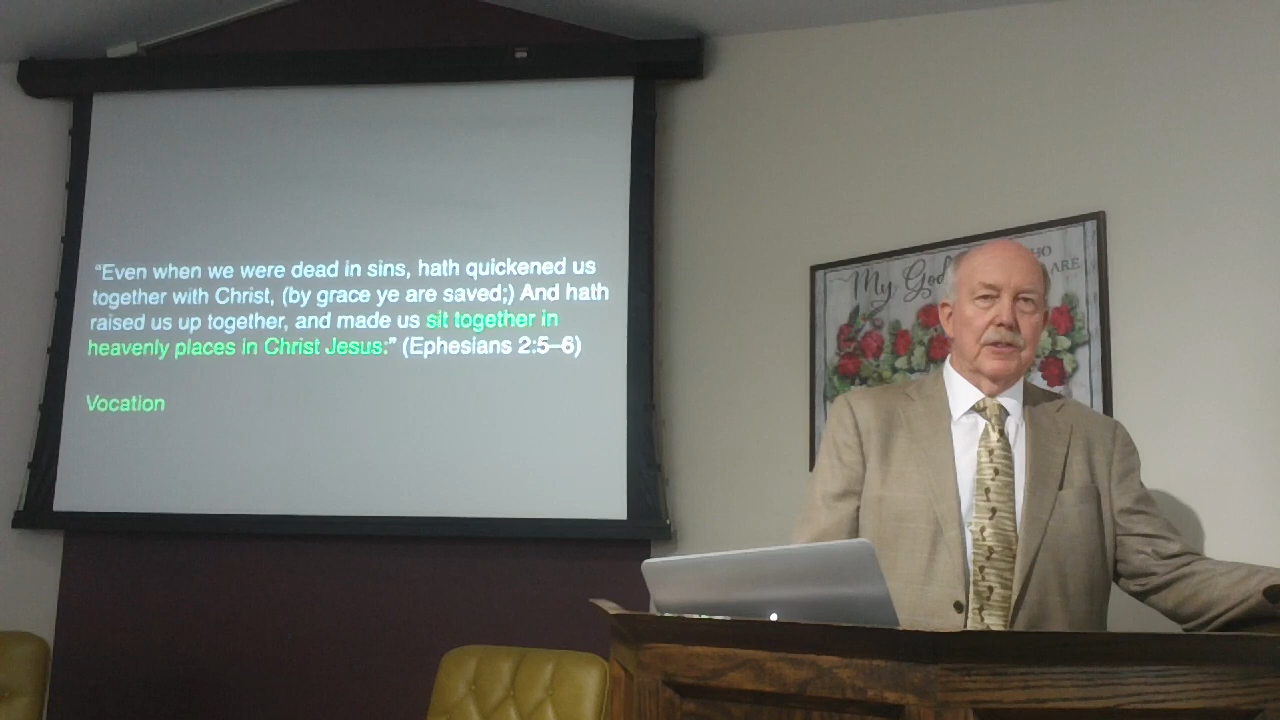 “Even when we were dead in sins, hath quickened us
together with Christ, (by grace ye are saved;) And hath
raised us up together, and made us sit together in
heavenly places in Christ Jesus:” (Ephesians 2:5–6)
Vocation
My God
ARE